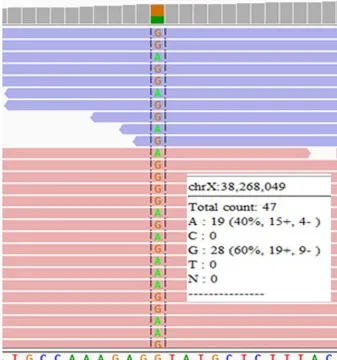 G
G
A
G
G
A
G
G
A
G
A
G
G
G
G
A
A
G
A
A
A
A
G
G
A
A
G
chrX:38,268,049
Total count: 47
A : 19 (40%, 15+, 4- )
C : 0
G : 28 (60%, 19+, 9- )
T : 0
N : 0
---------------
T G C C A A A G A G G T A T G C T C T T T A C